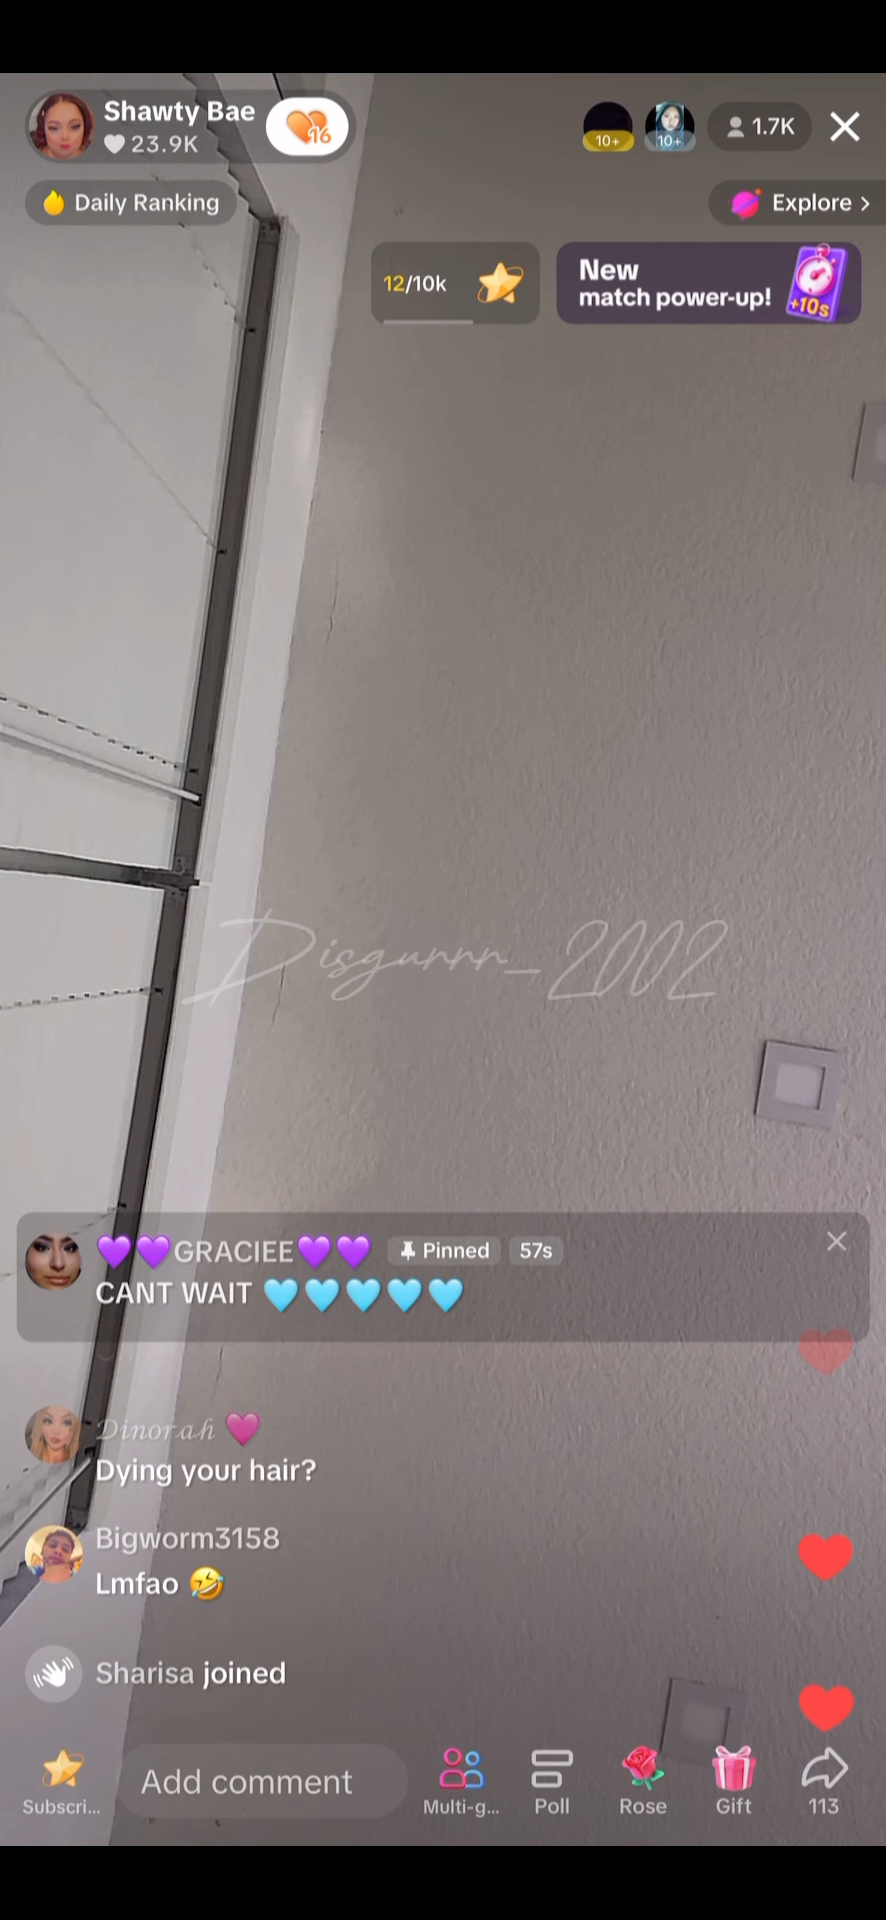 Shawty Bae
23.9K
16
10+
10+
1.7K
Daily Ranking
Explore >
12/10k
New
match power-up!
+10s
Disgurrrr_2002
💜💜GRACIEE💜💜 Pinned 57s
CANT WAIT 🩵🩵🩵🩵🩵
Dinorah 🩷
Dying your hair?
Bigworm3158
Lmfao 🤣
Sharisa joined
Add comment
Subscri...
Multi-g...
Poll
Rose
Gift
113